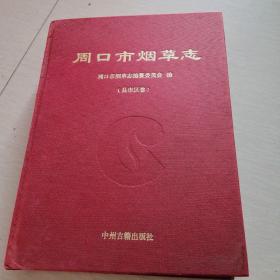 周口市烟草志
周口市烟草志编纂委员会 编
（县市区卷）
中州古籍出版社